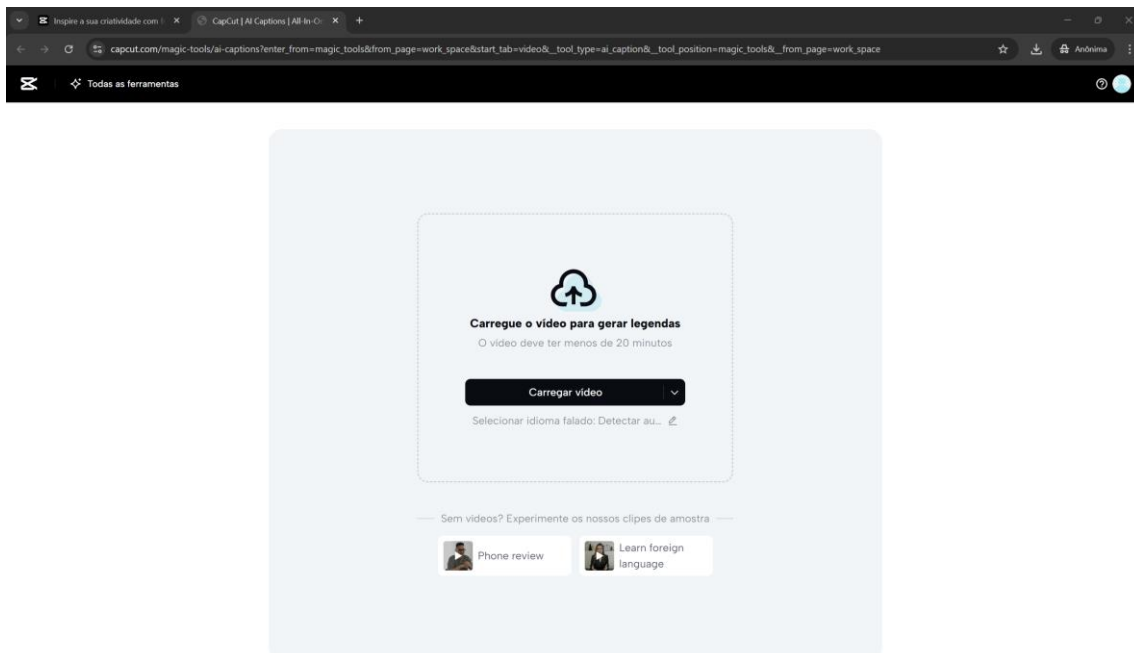 Inspire a sua criatividade com
CapCut | AI Captions | All-In-On
capcut.com/magic-tools/ai-captions?enter_from=magic_tools&from_page=work_space&start_tab=video&__tool_type=ai_caption&__tool_position=magic_tools&__from_page=work_space
Anônima
Todas as ferramentas
Carregue o vídeo para gerar legendas
O vídeo deve ter menos de 20 minutos
Carregar vídeo
Selecionar idioma falado: Detectar au...
Sem vídeos? Experimente os nossos clipes de amostra
Phone review
Learn foreign
language